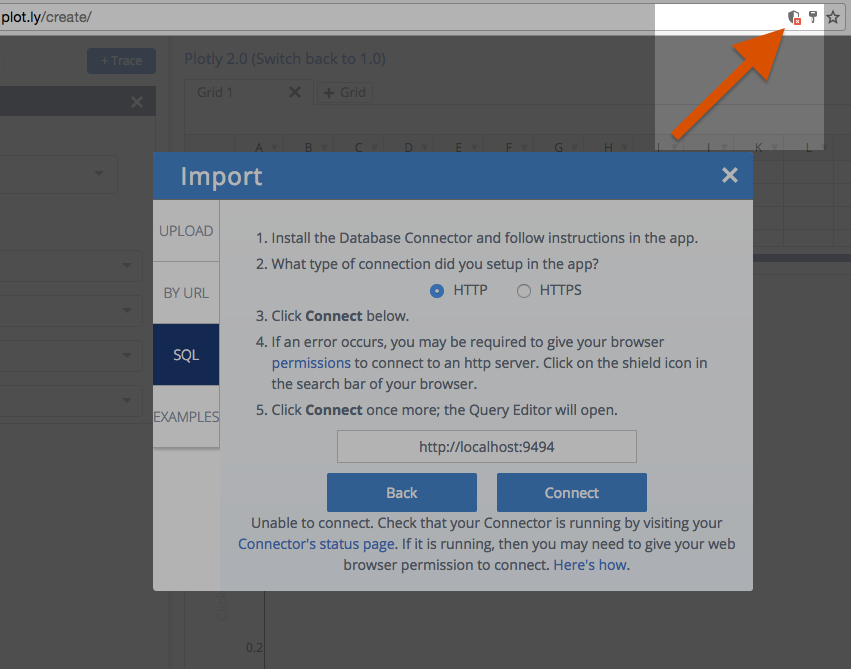 plot.ly/create/
+ Trace
Plotly 2.0 (Switch back to 1.0)
Grid 1
+ Grid
A B C D E F G H I J K L
Import
UPLOAD
BY URL
SQL
EXAMPLES
1. Install the Database Connector and follow instructions in the app.
2. What type of connection did you setup in the app?
HTTP HTTPS
3. Click Connect below.
4. If an error occurs, you may be required to give your browser
permissions to connect to an http server. Click on the shield icon in
the search bar of your browser.
5. Click Connect once more; the Query Editor will open.
http://localhost:9494
Back Connect
Unable to connect. Check that your Connector is running by visiting your
Connector's status page. If it is running, then you may need to give your web
browser permission to connect. Here's how.
0.2